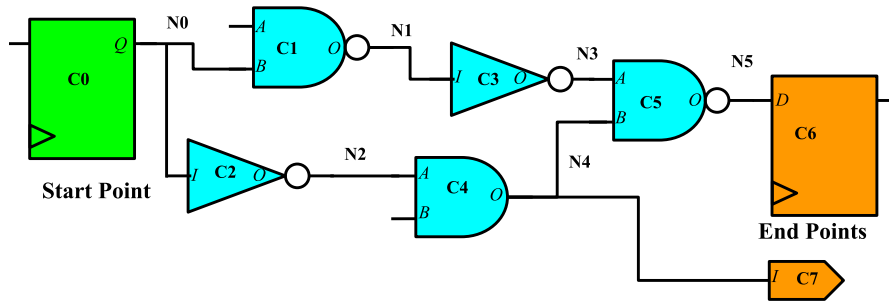 N0
N1
N3
N5
Q
C0
A
B
C1
O
I
C3
O
A
B
C5
O
D
C6
N2
N4
Start Point
I
C2
O
A
B
C4
O
End Points
I
C7